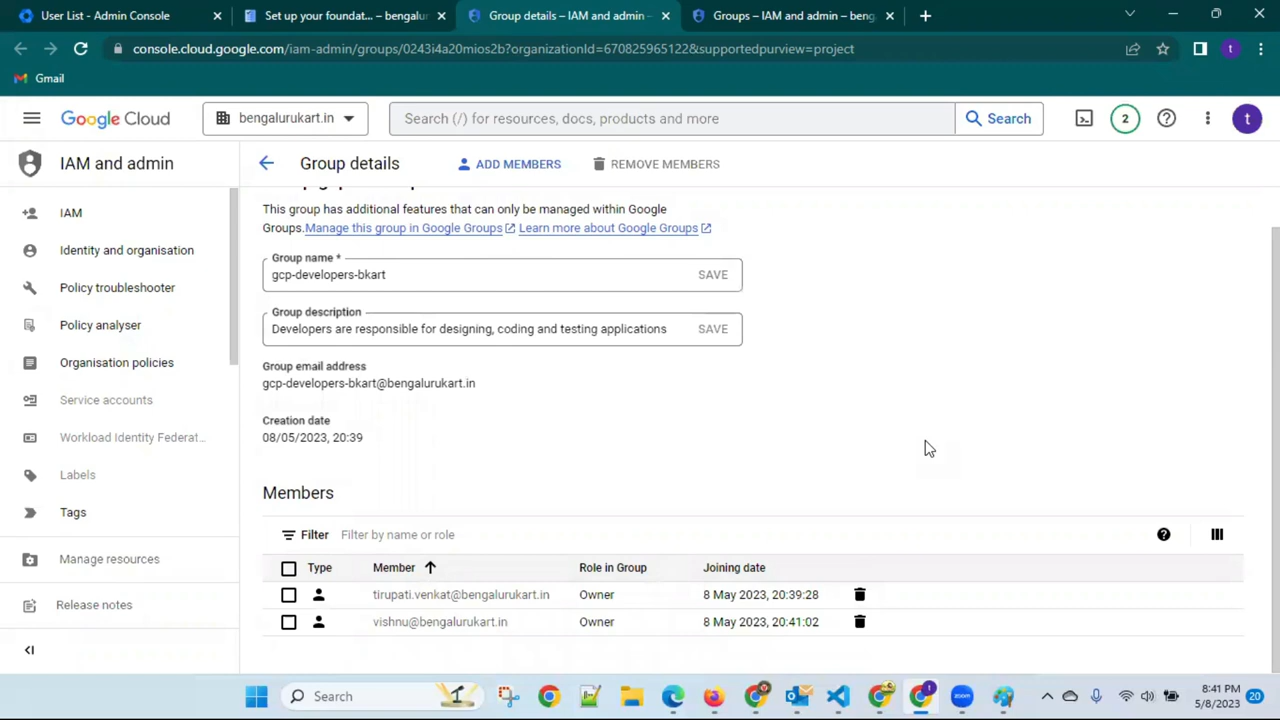 User List - Admin Console
Set up your foundat... – bengalur
Group details – IAM and admin –
Groups – IAM and admin – beng
console.cloud.google.com/iam-admin/groups/0243i4a20mios2b?organizationId=670825965122&supportedpurview=project
t
Gmail
Google Cloud
bengalurukart.in
Search (/) for resources, docs, products and more
Search
2
t
IAM and admin
Group details
ADD MEMBERS
REMOVE MEMBERS
IAM
Identity and organisation
Policy troubleshooter
Policy analyser
Organisation policies
Service accounts
Workload Identity Federat...
Labels
Tags
Manage resources
Release notes
This group has additional features that can only be managed within Google
Groups.Manage this group in Google Groups Learn more about Google Groups
Group name *
gcp-developers-bkart
SAVE
Group description
Developers are responsible for designing, coding and testing applications
SAVE
Group email address
gcp-developers-bkart@bengalurukart.in
Creation date
08/05/2023, 20:39
Members
Filter Filter by name or role
Type Member Role in Group Joining date
tirupati.venkat@bengalurukart.in Owner 8 May 2023, 20:39:28
vishnu@bengalurukart.in Owner 8 May 2023, 20:41:02
Search
zoom
8:41 PM
5/8/2023
20